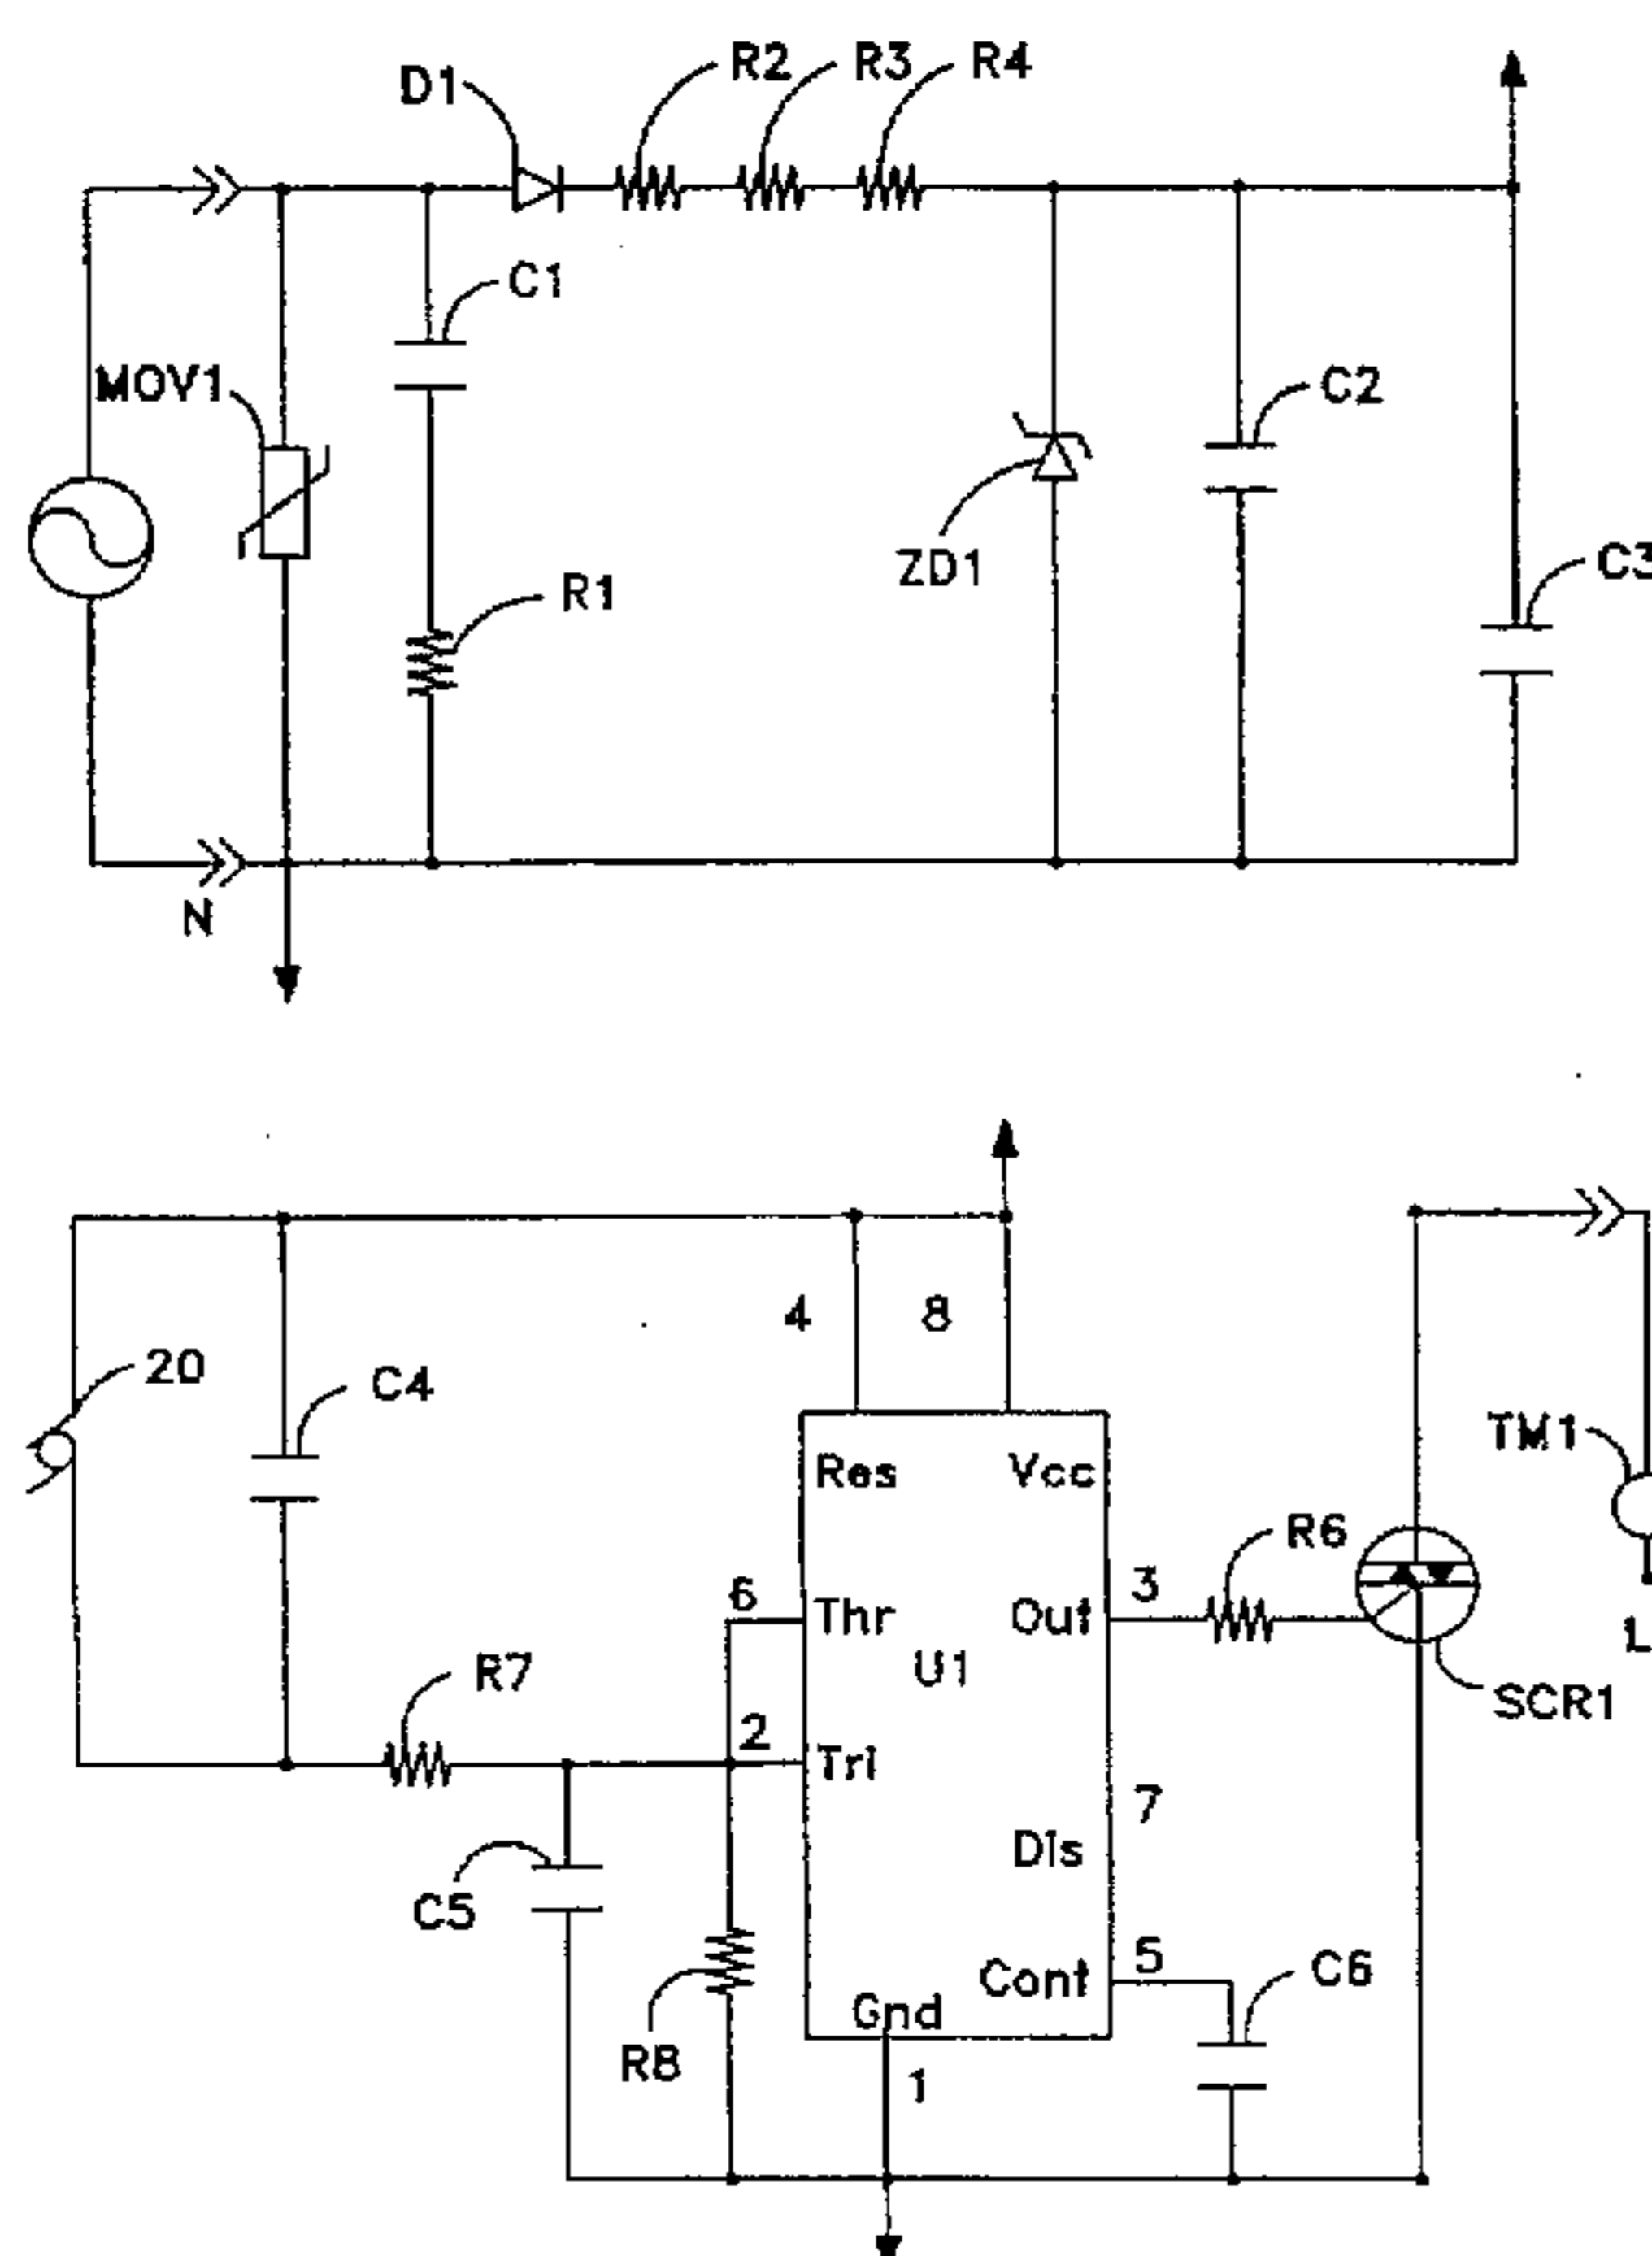 D1
R2
R3
R4
C1
MOV1
C2
ZD1
C3
R1
N
4
8
20
C4
TM1
Res
Vcc
R6
6
3
Thr
Out
L
R7
U1
SCR1
2
Tri
7
Dis
C5
5
C6
Cont
Gnd
R8
1